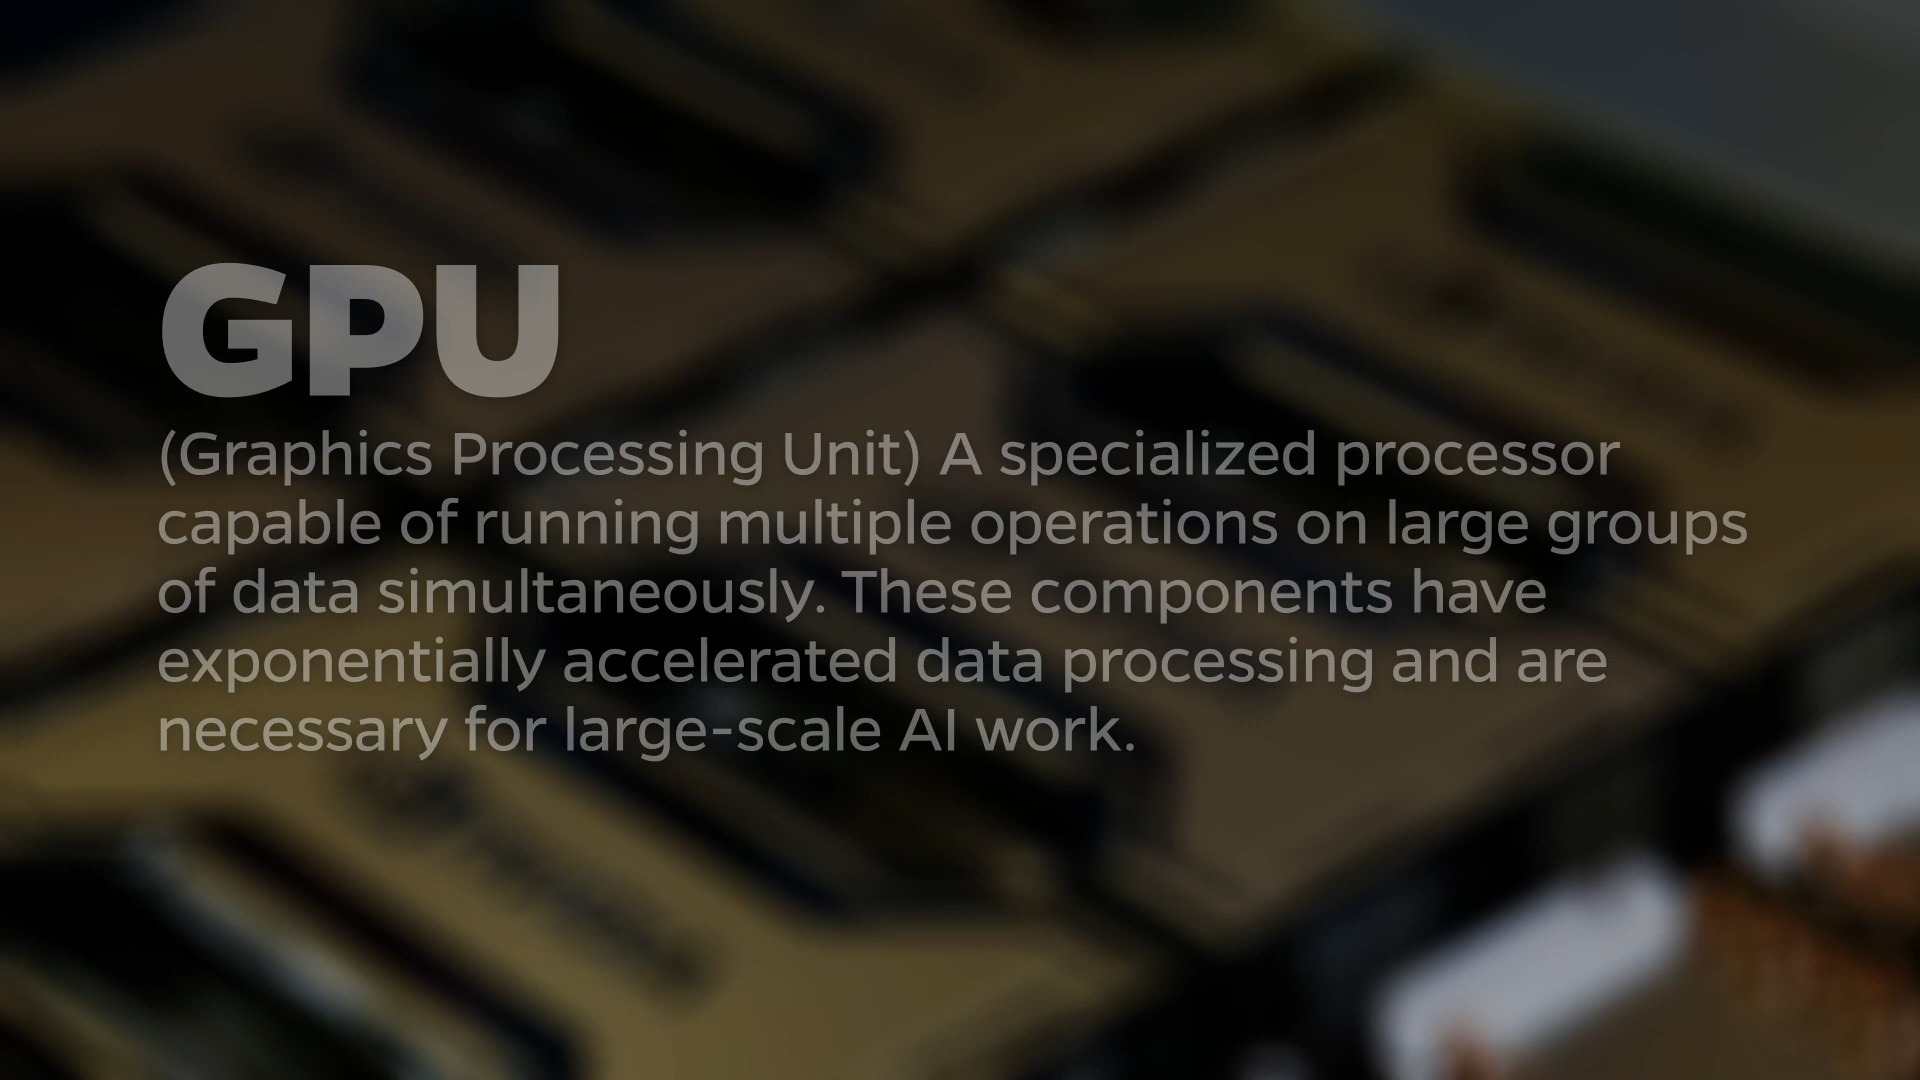 GPU
(Graphics Processing Unit) A specialized processor
capable of running multiple operations on large groups
of data simultaneously. These components have
exponentially accelerated data processing and are
necessary for large-scale AI work.